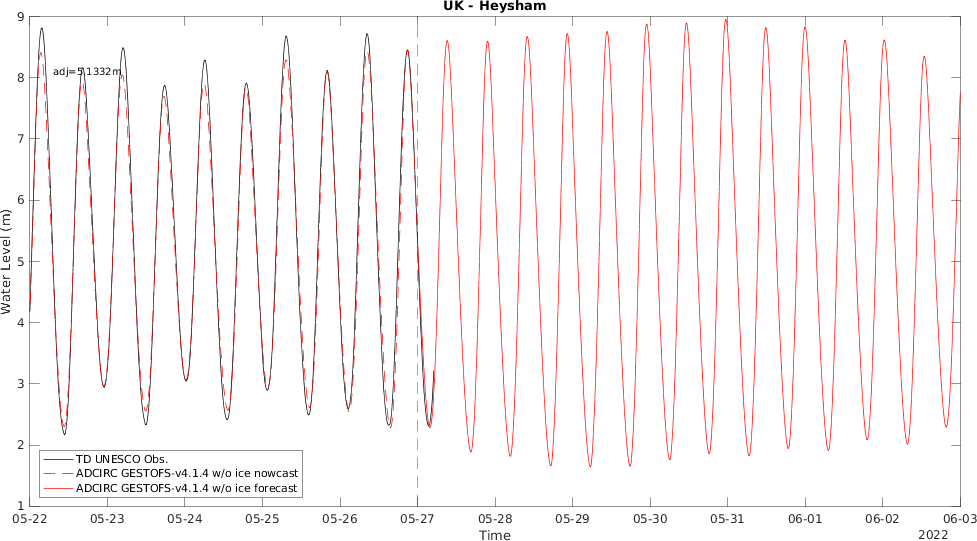 UK - Heysham
9
8
7
6
5
4
3
2
1
Water Level (m)
adj=5.1332m
TD UNESCO Obs.
ADCIRC GESTOFS-v4.1.4 w/o ice nowcast
ADCIRC GESTOFS-v4.1.4 w/o ice forecast
05-22 05-23 05-24 05-25 05-26 05-27 05-28 05-29 05-30 05-31 06-01 06-02 06-03
Time
2022